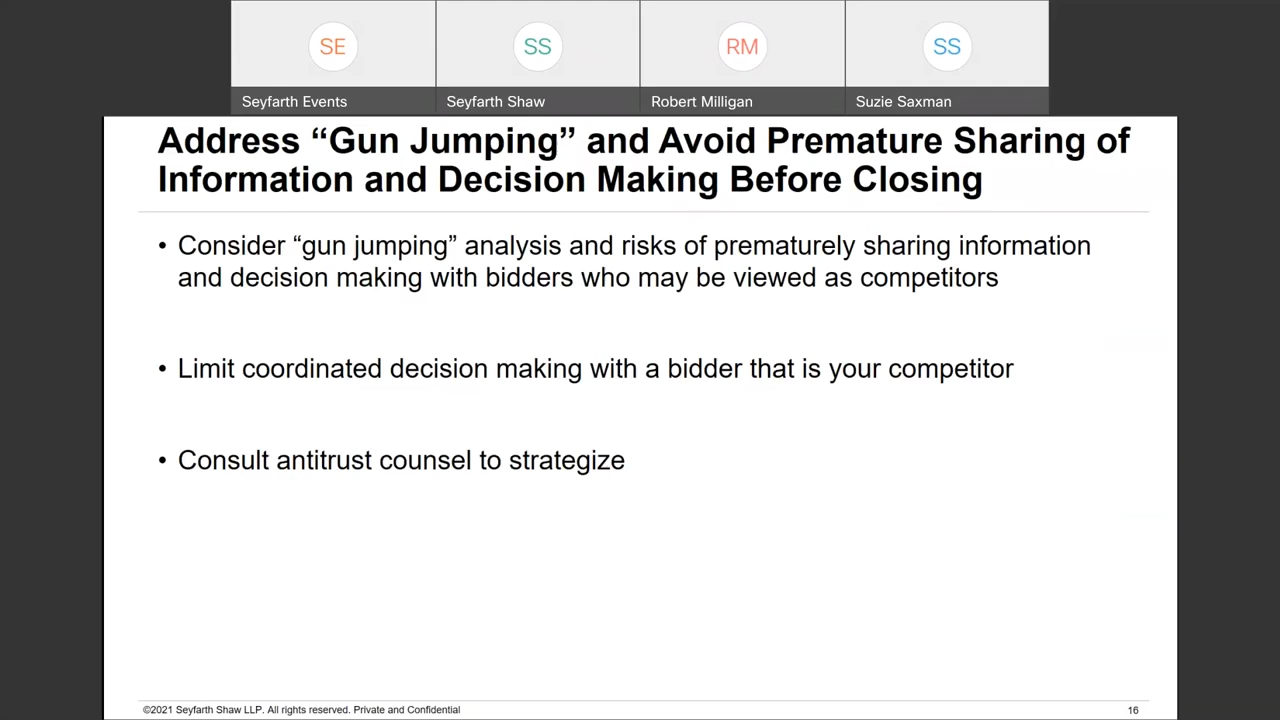 SE
SS
RM
SS
Seyfarth Events
Seyfarth Shaw
Robert Milligan
Suzie Saxman
Address “Gun Jumping” and Avoid Premature Sharing of
Information and Decision Making Before Closing
• Consider “gun jumping” analysis and risks of prematurely sharing information
and decision making with bidders who may be viewed as competitors
• Limit coordinated decision making with a bidder that is your competitor
• Consult antitrust counsel to strategize
©2021 Seyfarth Shaw LLP. All rights reserved. Private and Confidential
16